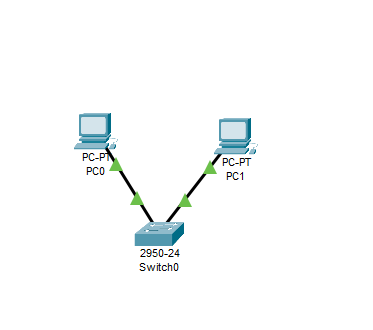 PC-PT
PC0
PC-PT
PC1
2950-24
Switch0